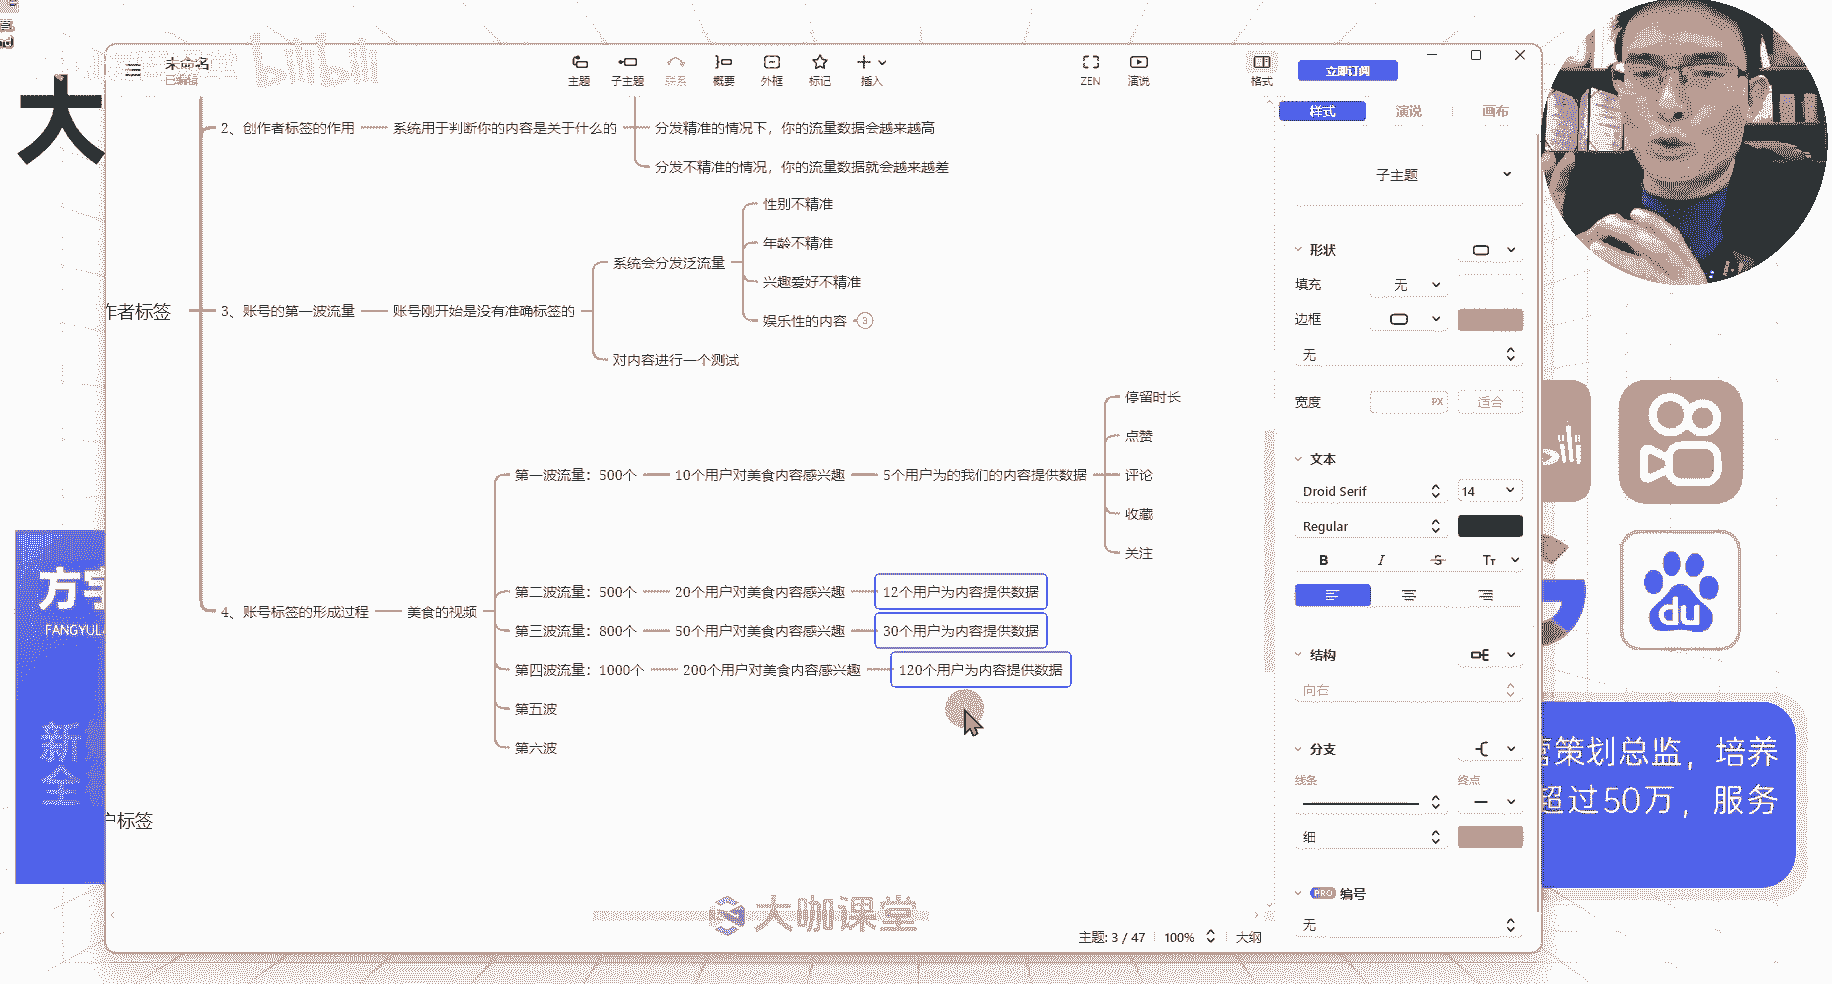 大
bilibili
未命名
已编辑
主题
子主题
联系
概要
外框
标记
插入
ZEN
演说
格式
立即订阅
2、创作者标签的作用
系统用于判断你的内容是关于什么的
分发精准的情况下，你的流量数据会越来越高
分发不精准的情况，你的流量数据就会越来越差
作者标签
3、账号的第一波流量
账号刚开始是没有准确标签的
系统会分发泛流量
性别不精准
年龄不精准
兴趣爱好不精准
娱乐性的内容 3
对内容进行一个测试
4、账号标签的形成过程
美食的视频
第一波流量：500个
10个用户对美食内容感兴趣
5个用户为的我们的内容提供数据
停留时长
点赞
评论
收藏
关注
第二波流量：500个
20个用户对美食内容感兴趣
12个用户为内容提供数据
第三波流量：800个
50个用户对美食内容感兴趣
30个用户为内容提供数据
第四波流量：1000个
200个用户对美食内容感兴趣
120个用户为内容提供数据
第五波
第六波
户标签
大咖课堂
主题: 3 / 47
100%
大纲
样式
演说
画布
子主题
形状
填充
无
边框
无
宽度
PX
适合
文本
Droid Serif
14
Regular
B
I
S
Tт
结构
向右
分支
线条
终点
细
PRO 编号
无
方宇
FANGYUL
新
全
du
营策划总监，培养
超过50万，服务